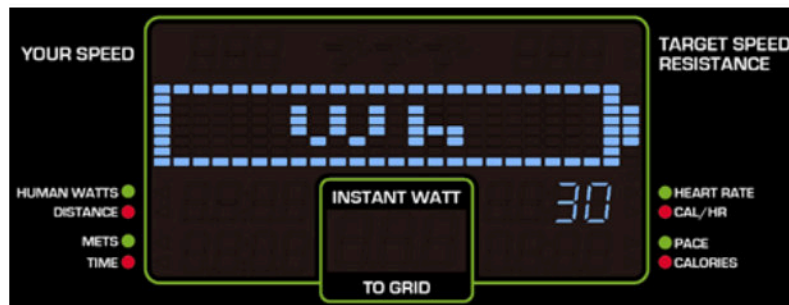 YOUR SPEED
TARGET SPEED
RESISTANCE
Wh
HUMAN WATTS
DISTANCE
METS
TIME
INSTANT WATT
TO GRID
30
HEART RATE
CAL/HR
PACE
CALORIES